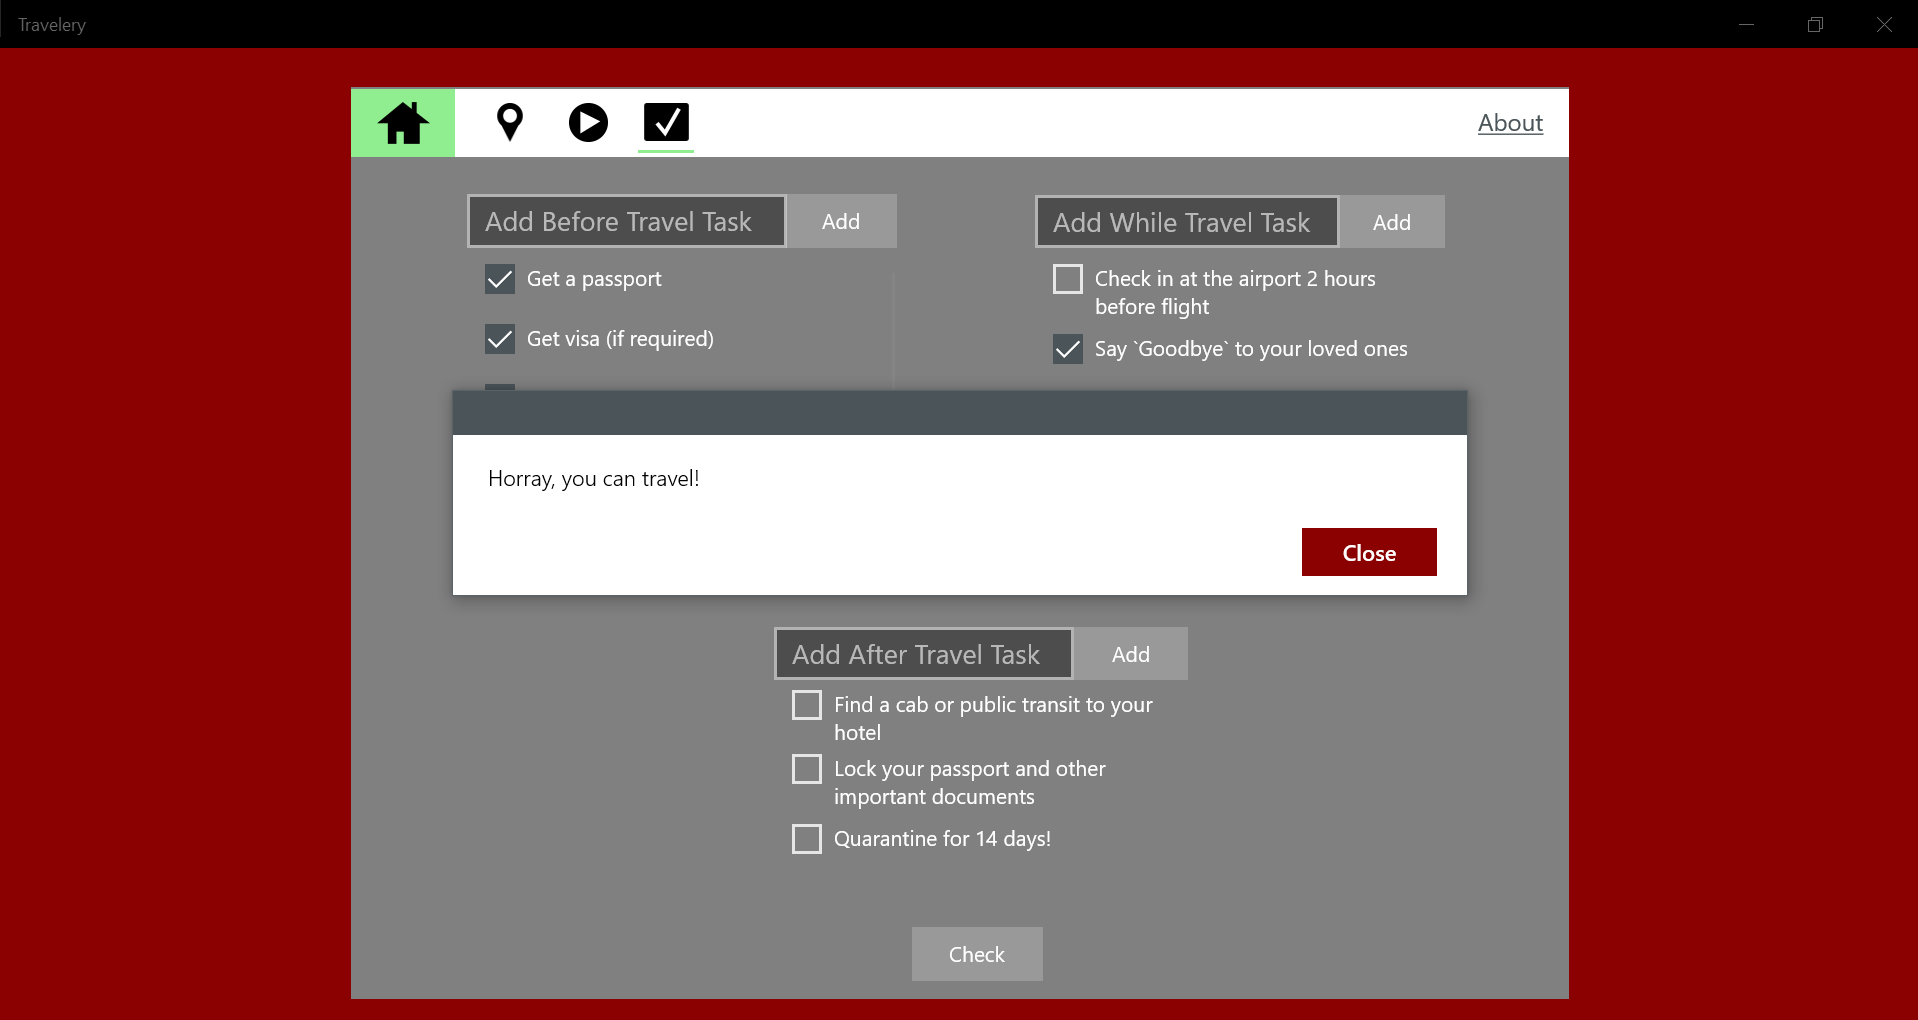 Travelery
About
Add Before Travel Task
Add
Get a passport
Get visa (if required)
Add While Travel Task
Add
Check in at the airport 2 hours
before flight
Say `Goodbye` to your loved ones
Horray, you can travel!
Close
Add After Travel Task
Add
Find a cab or public transit to your
hotel
Lock your passport and other
important documents
Quarantine for 14 days!
Check